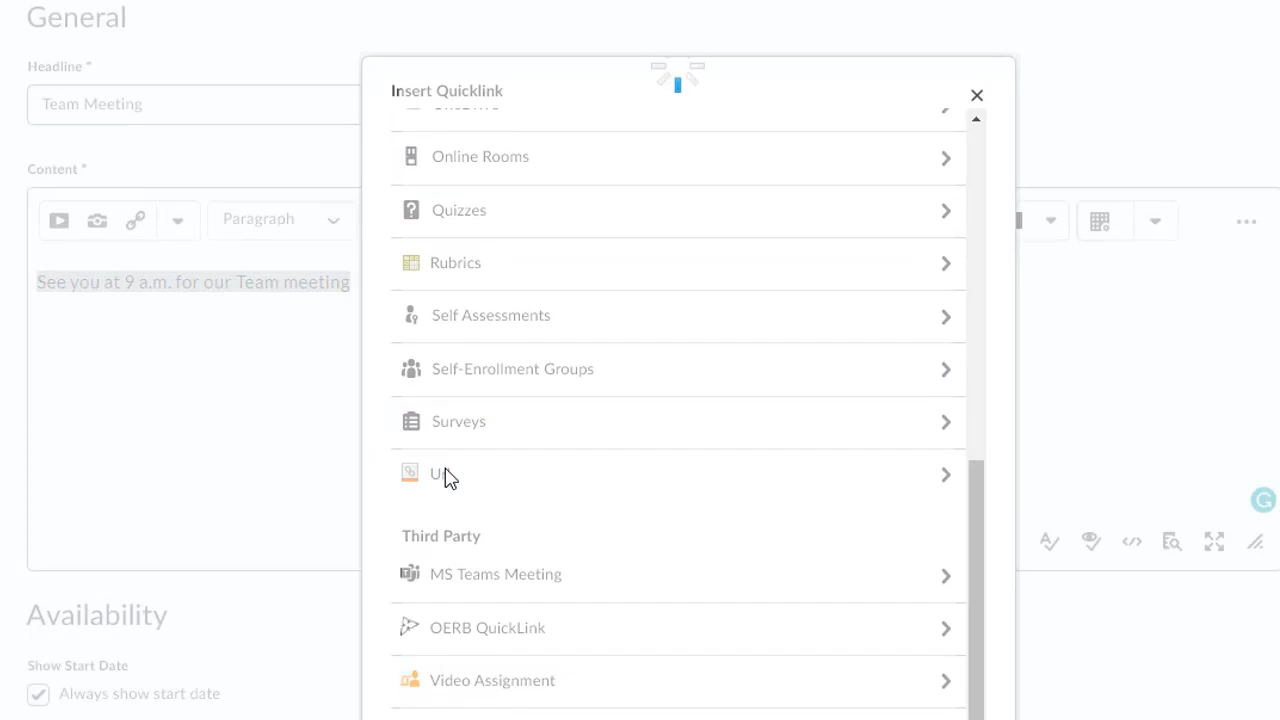 General
Headline *
Team Meeting
Content *
Paragraph
See you at 9 a.m. for our Team meeting
Availability
Show Start Date
Always show start date
Insert Quicklink
Online Rooms
Quizzes
Rubrics
Self Assessments
Self-Enrollment Groups
Surveys
Third Party
MS Teams Meeting
OERB QuickLink
Video Assignment